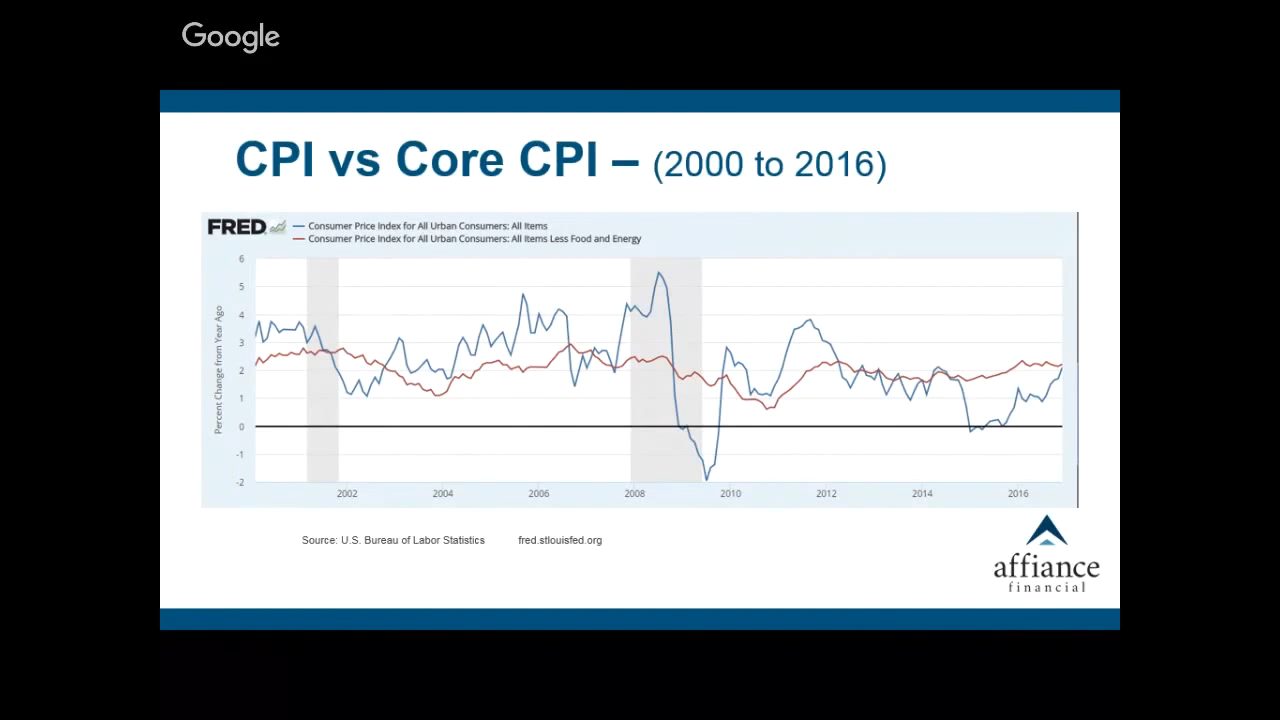 Google
CPI vs Core CPI – (2000 to 2016)
FRED
Consumer Price Index for All Urban Consumers: All Items
Consumer Price Index for All Urban Consumers: All Items Less Food and Energy
Percent Change from Year Ago
6
5
4
3
2
1
0
-1
-2
2002 2004 2006 2008 2010 2012 2014 2016
Source: U.S. Bureau of Labor Statistics fred.stlouisfed.org
affiance
financial